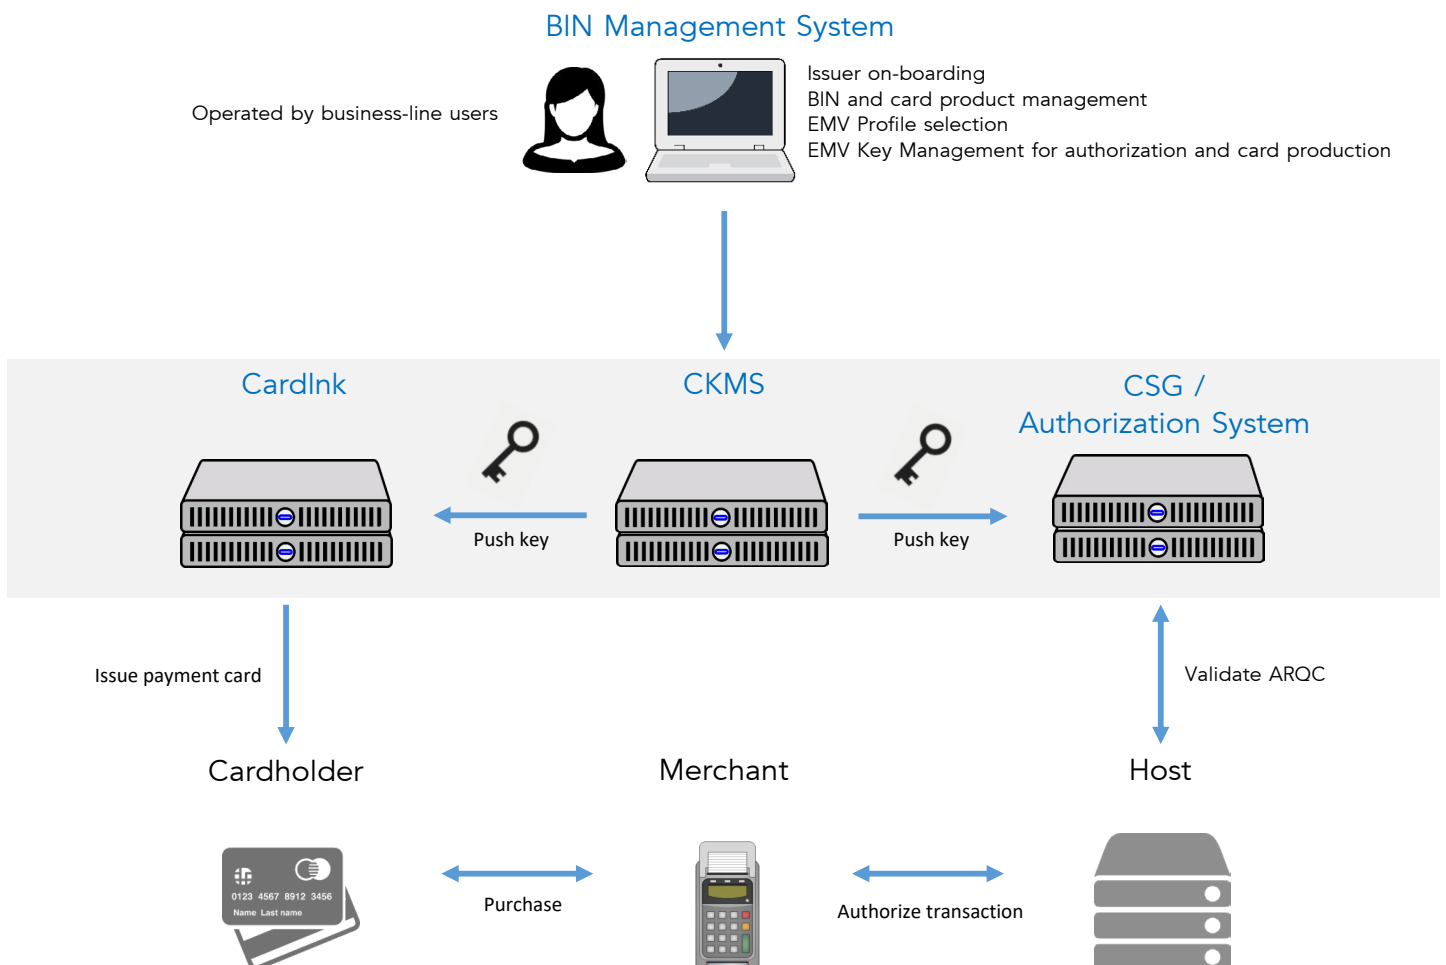 BIN Management System
Operated by business-line users
Issuer on-boarding
BIN and card product management
EMV Profile selection
EMV Key Management for authorization and card production
CardInk
CKMS
CSG /
Authorization System
Push key
Push key
Issue payment card
Validate ARQC
Cardholder
Merchant
Host
0123 4567 8912 3456
Name Last name
Purchase
Authorize transaction